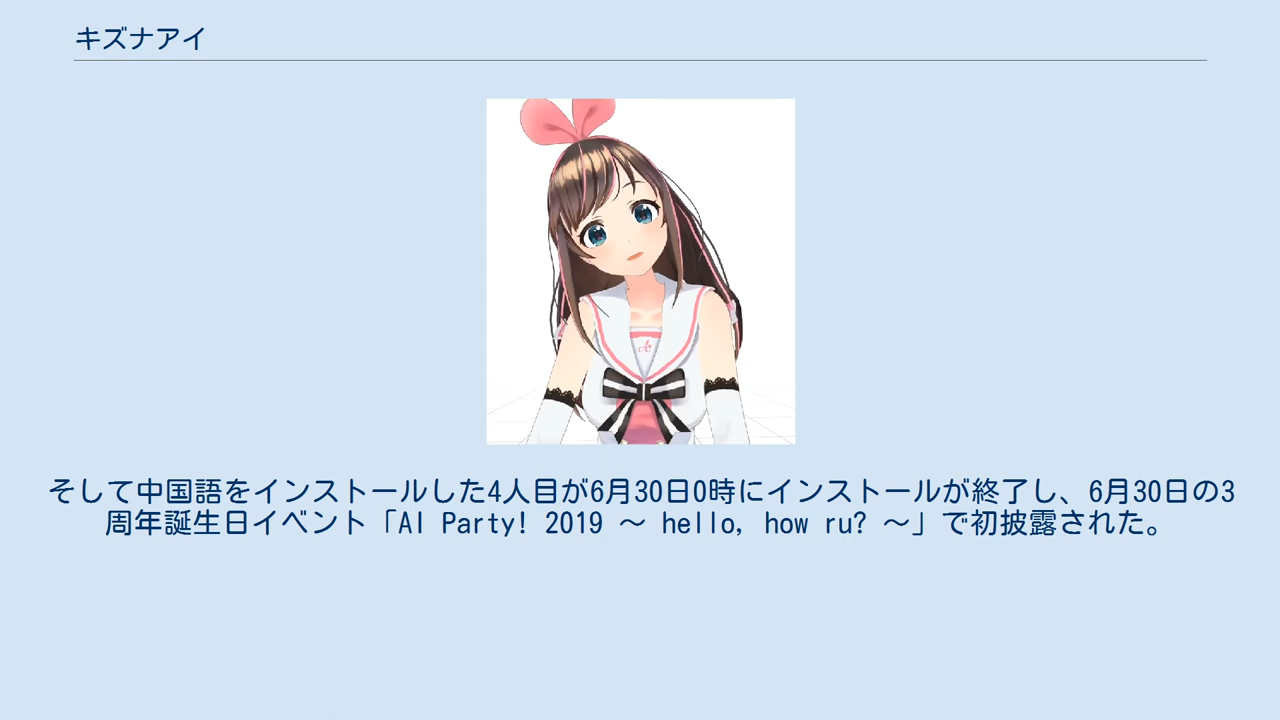 キズナアイ
そして中国語をインストールした4人目が6月30日0時にインストールが終了し、6月30日の3
周年誕生日イベント「AI Party! 2019 ～ hello, how ru? ～」で初披露された。